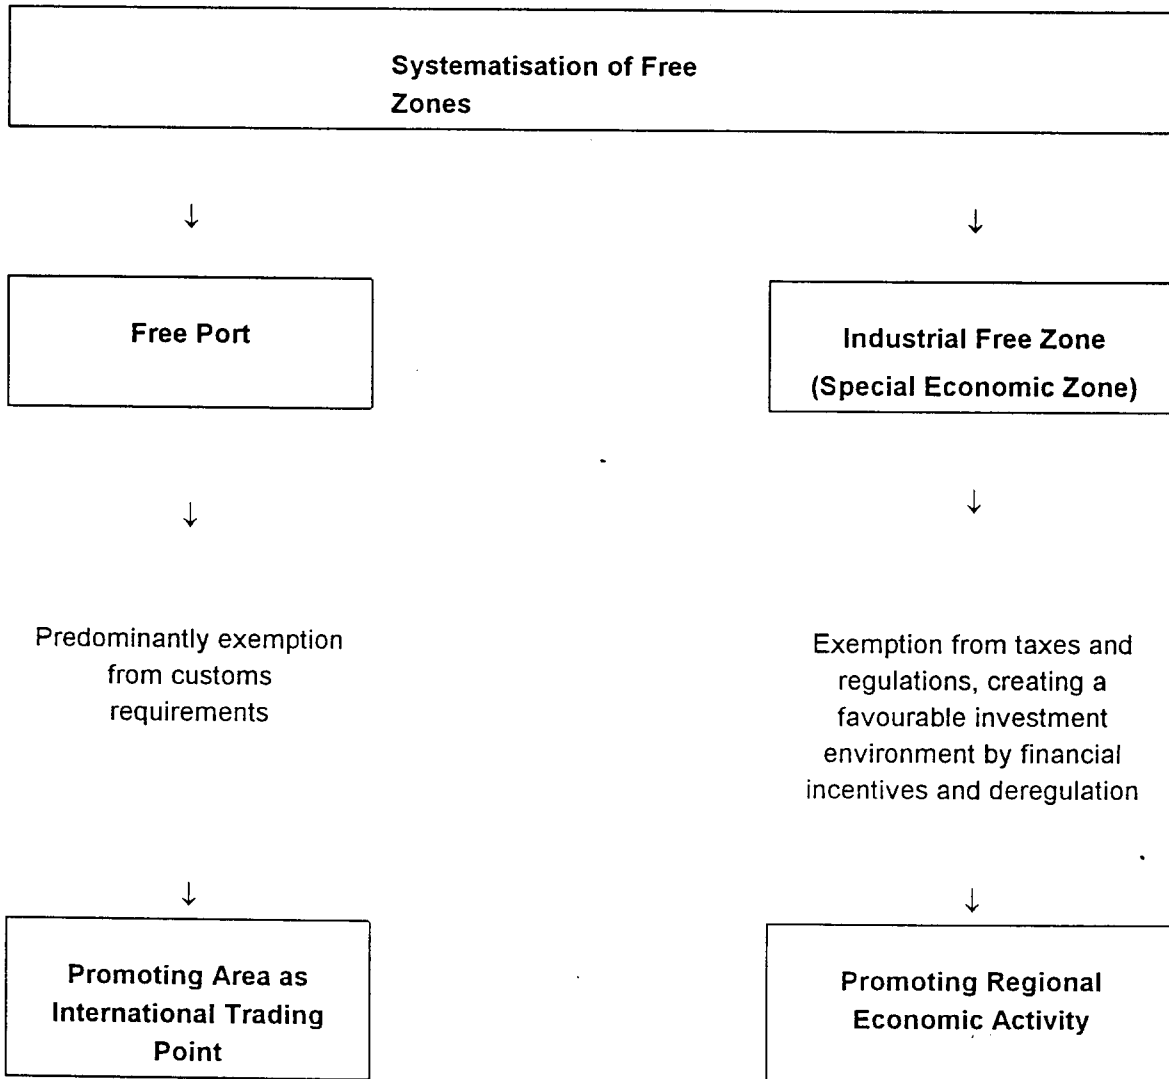 Systematisation of Free
Zones
↓
↓
Free Port
Industrial Free Zone
(Special Economic Zone)
↓
↓
Predominantly exemption
from customs
requirements
Exemption from taxes and
regulations, creating a
favourable investment
environment by financial
incentives and deregulation
↓
↓
Promoting Area as
International Trading
Point
Promoting Regional
Economic Activity